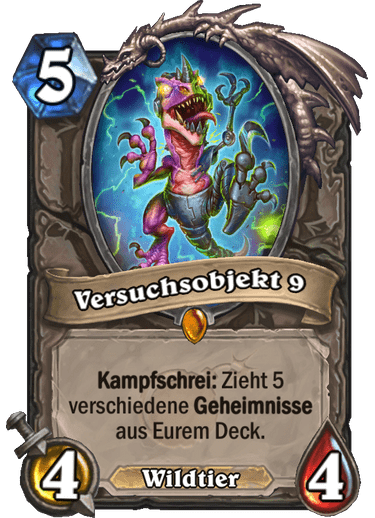 5
Versuchsobjekt 9
Kampfschrei: Zieht 5
verschiedene Geheimnisse
aus Eurem Deck.
4 Wildtier 4